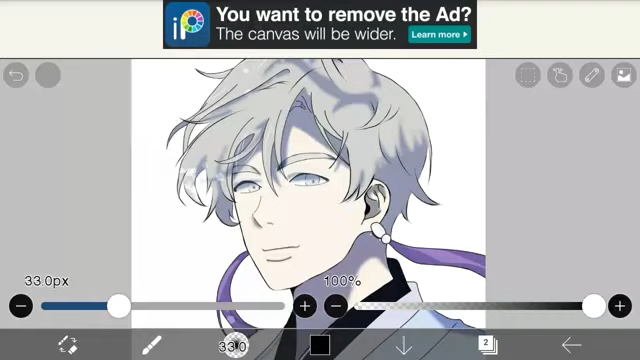 You want to remove the Ad?
The canvas will be wider.
Learn more
iP
33.0px
100%
33.0
2